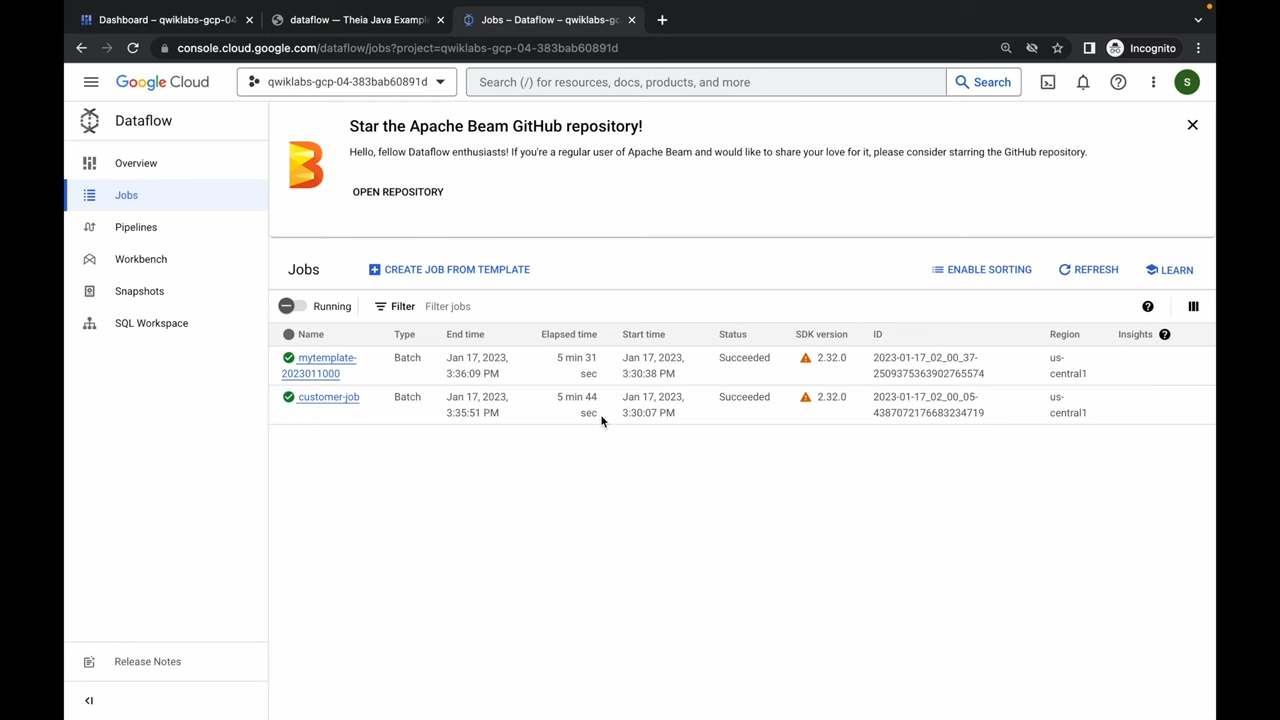 Dashboard – qwiklabs-gcp-04
dataflow — Theia Java Example
Jobs – Dataflow – qwiklabs-gc
console.cloud.google.com/dataflow/jobs?project=qwiklabs-gcp-04-383bab60891d
Incognito
Google Cloud
qwiklabs-gcp-04-383bab60891d
Search (/) for resources, docs, products, and more
Search
S
Dataflow
Overview
Jobs
Pipelines
Workbench
Snapshots
SQL Workspace
Release Notes
Star the Apache Beam GitHub repository!
Hello, fellow Dataflow enthusiasts! If you're a regular user of Apache Beam and would like to share your love for it, please consider starring the GitHub repository.
OPEN REPOSITORY
Jobs CREATE JOB FROM TEMPLATE ENABLE SORTING REFRESH LEARN
Running Filter Filter jobs
Name Type End time Elapsed time Start time Status SDK version ID Region Insights
mytemplate- Batch Jan 17, 2023, 5 min 31 Jan 17, 2023, Succeeded 2.32.0 2023-01-17_02_00_37- us-
2023011000 3:36:09 PM sec 3:30:38 PM 2509375363902765574 central1
customer-job Batch Jan 17, 2023, 5 min 44 Jan 17, 2023, Succeeded 2.32.0 2023-01-17_02_00_05- us-
3:35:51 PM sec 3:30:07 PM 4387072176683234719 central1